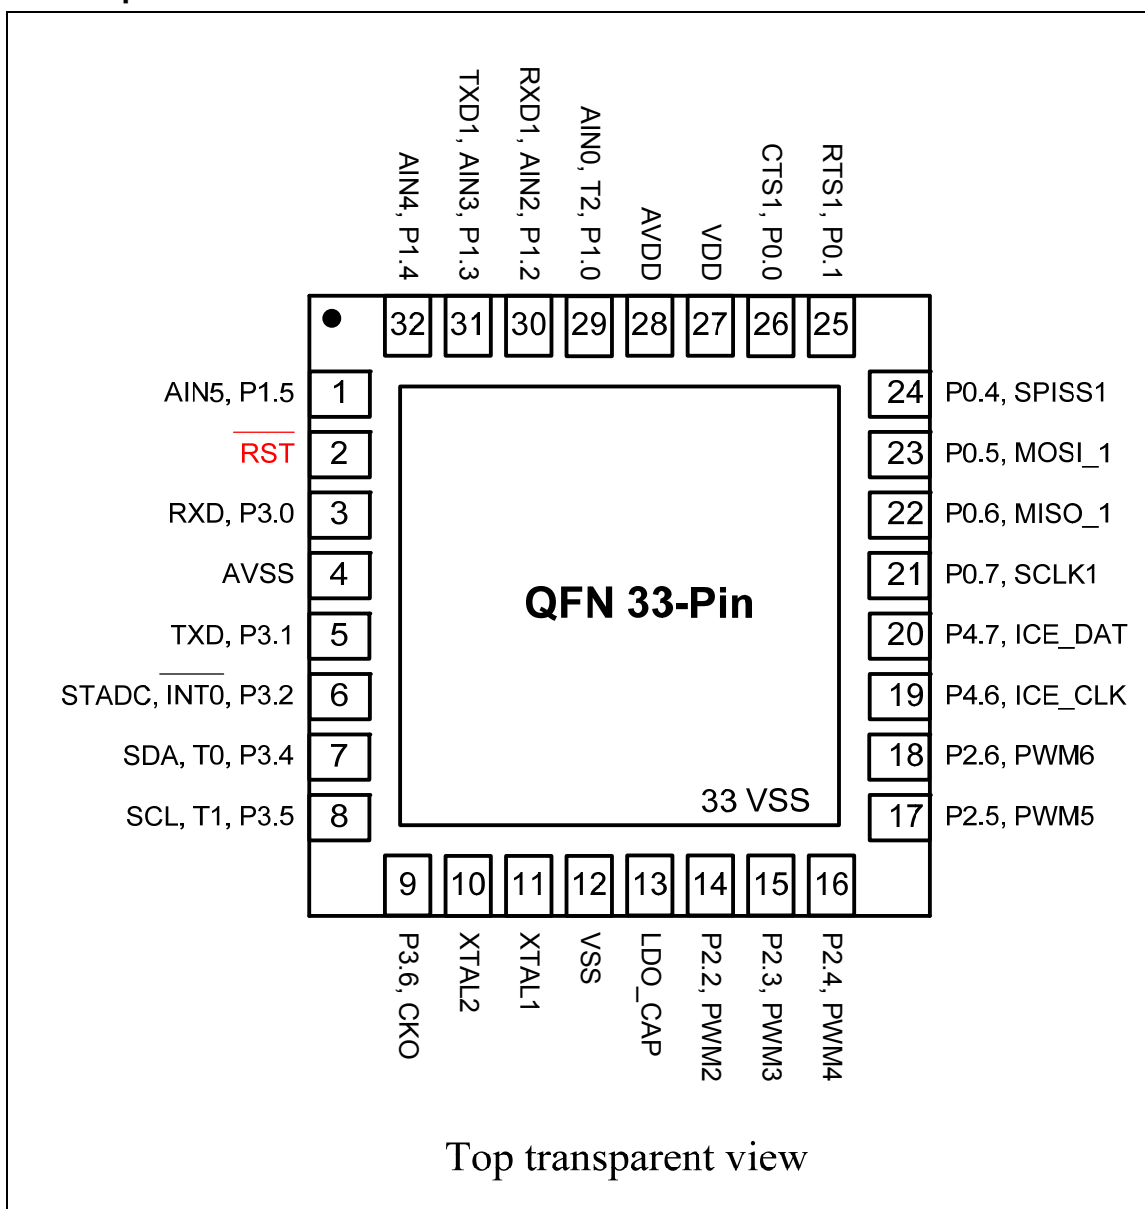 AIN4, P1.4
TXD1, AIN3, P1.3
RXD1, AIN2, P1.2
AIN0, T2, P1.0
AVDD
VDD
CTS1, P0.0
RTS1, P0.1
32
31
30
29
28
27
26
25
AIN5, P1.5 1
RST 2
RXD, P3.0 3
AVSS 4
TXD, P3.1 5
STADC, INT0, P3.2 6
SDA, T0, P3.4 7
SCL, T1, P3.5 8
QFN 33-Pin
33 VSS
24 P0.4, SPISS1
23 P0.5, MOSI_1
22 P0.6, MISO_1
21 P0.7, SCLK1
20 P4.7, ICE_DAT
19 P4.6, ICE_CLK
18 P2.6, PWM6
17 P2.5, PWM5
9
10
11
12
13
14
15
16
P3.6, CKO
XTAL2
XTAL1
VSS
LDO_CAP
P2.2, PWM2
P2.3, PWM3
P2.4, PWM4
Top transparent view